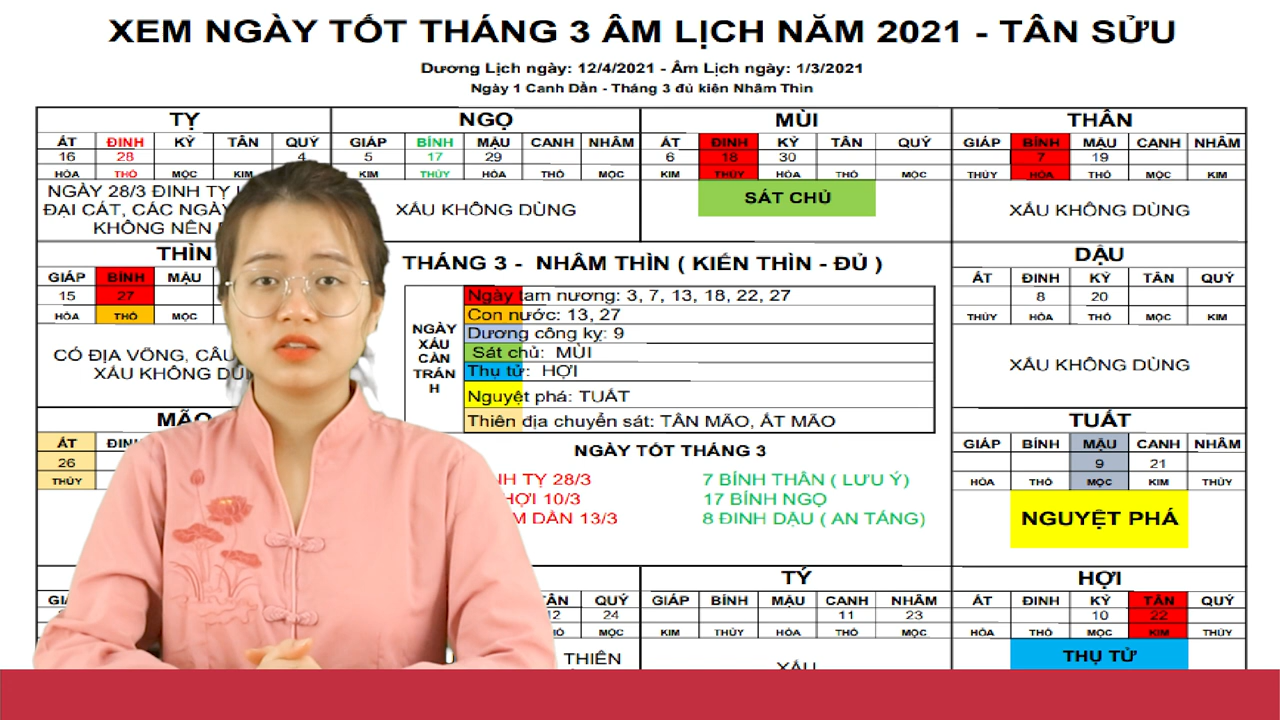 XEM NGÀY TỐT THÁNG 3 ÂM LỊCH NĂM 2021 - TÂN SỬU
Dương Lịch ngày: 12/4/2021 - Âm Lịch ngày: 1/3/2021
Ngày 1 Canh Dần - Tháng 3 đủ kiên Nhâm Thìn
TỴ
ẤT ĐINH KỶ TÂN QUÝ
16 28 4
HỎA THỔ MỘC KIM
NGÀY 28/3 ĐINH TỴ
ĐẠI CÁT, CÁC NGÀY
KHÔNG NÊN
NGỌ
GIÁP BÍNH MẬU CANH NHÂM
5 17 29
KIM THỦY HỎA THỔ MỘC
XẤU KHÔNG DÙNG
MÙI
ẤT ĐINH KỶ TÂN QUÝ
6 18 30
KIM THỦY HỎA THỔ MỘC
SÁT CHỦ
THÂN
GIÁP BÍNH MẬU CANH NHÂM
7 19
THỦY HỎA THỔ MỘC KIM
XẤU KHÔNG DÙNG
THÌN
GIÁP BÍNH MẬU
15 27
HỎA THỔ MỘC
CÓ ĐỊA VÕNG, CÂU
XẤU KHÔNG DÙ
THÁNG 3 - NHÂM THÌN ( KIẾN THÌN - ĐỦ )
NGÀY
XẤU
CẦN
TRÁN
H
Ngày tam nương: 3, 7, 13, 18, 22, 27
Con nước: 13, 27
Dương công kỵ: 9
Sát chủ: MÙI
Thụ tử: HỢI
Nguyệt phá: TUẤT
Thiên địa chuyển sát: TÂN MÃO, ẤT MÃO
DẬU
ẤT ĐINH KỶ TÂN QUÝ
8 20
THỦY HỎA THỔ MỘC KIM
XẤU KHÔNG DÙNG
MÃO
ẤT ĐIN
26
THỦY
NGÀY TỐT THÁNG 3
NH TỴ 28/3
HỢI 10/3
M DẦN 13/3
7 BÍNH THÂN ( LƯU Ý)
17 BÍNH NGỌ
8 ĐINH DẬU ( AN TÁNG)
TUẤT
GIÁP BÍNH MẬU CANH NHÂM
9 21
HỎA THỔ MỘC KIM THỦY
NGUYỆT PHÁ
GIÁ
TÂN QUÝ
12 24
MỘC
THIÊN
TÝ
GIÁP BÍNH MẬU CANH NHÂM
11 23
KIM THỦY HỎA THỔ MỘC
XẤU
HỢI
ẤT ĐINH KỶ TÂN QUÝ
10 22
HỎA THỔ MỘC KIM THỦY
THỤ TỬ